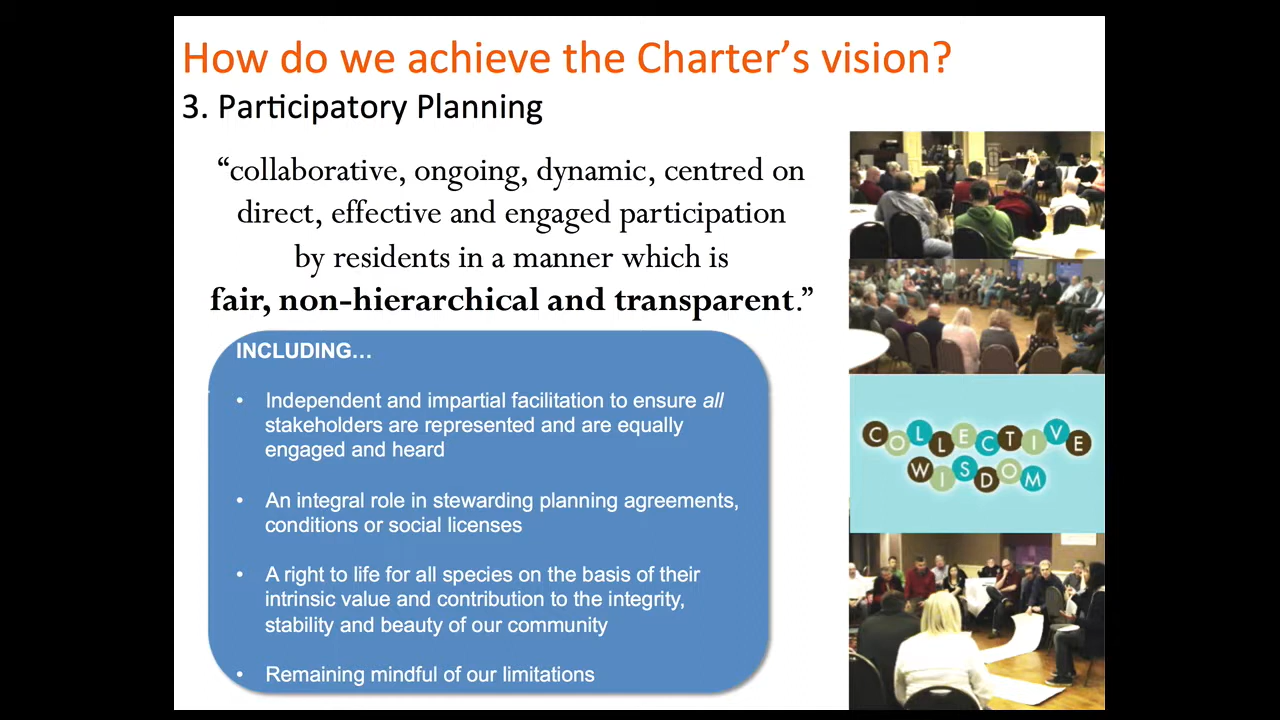 How do we achieve the Charter’s vision?
3. Participatory Planning
“collaborative, ongoing, dynamic, centred on
direct, effective and engaged participation
by residents in a manner which is
fair, non-hierarchical and transparent.”
INCLUDING…
• Independent and impartial facilitation to ensure all
stakeholders are represented and are equally
engaged and heard
• An integral role in stewarding planning agreements,
conditions or social licenses
• A right to life for all species on the basis of their
intrinsic value and contribution to the integrity,
stability and beauty of our community
• Remaining mindful of our limitations
COLLECTIVE
WISDOM